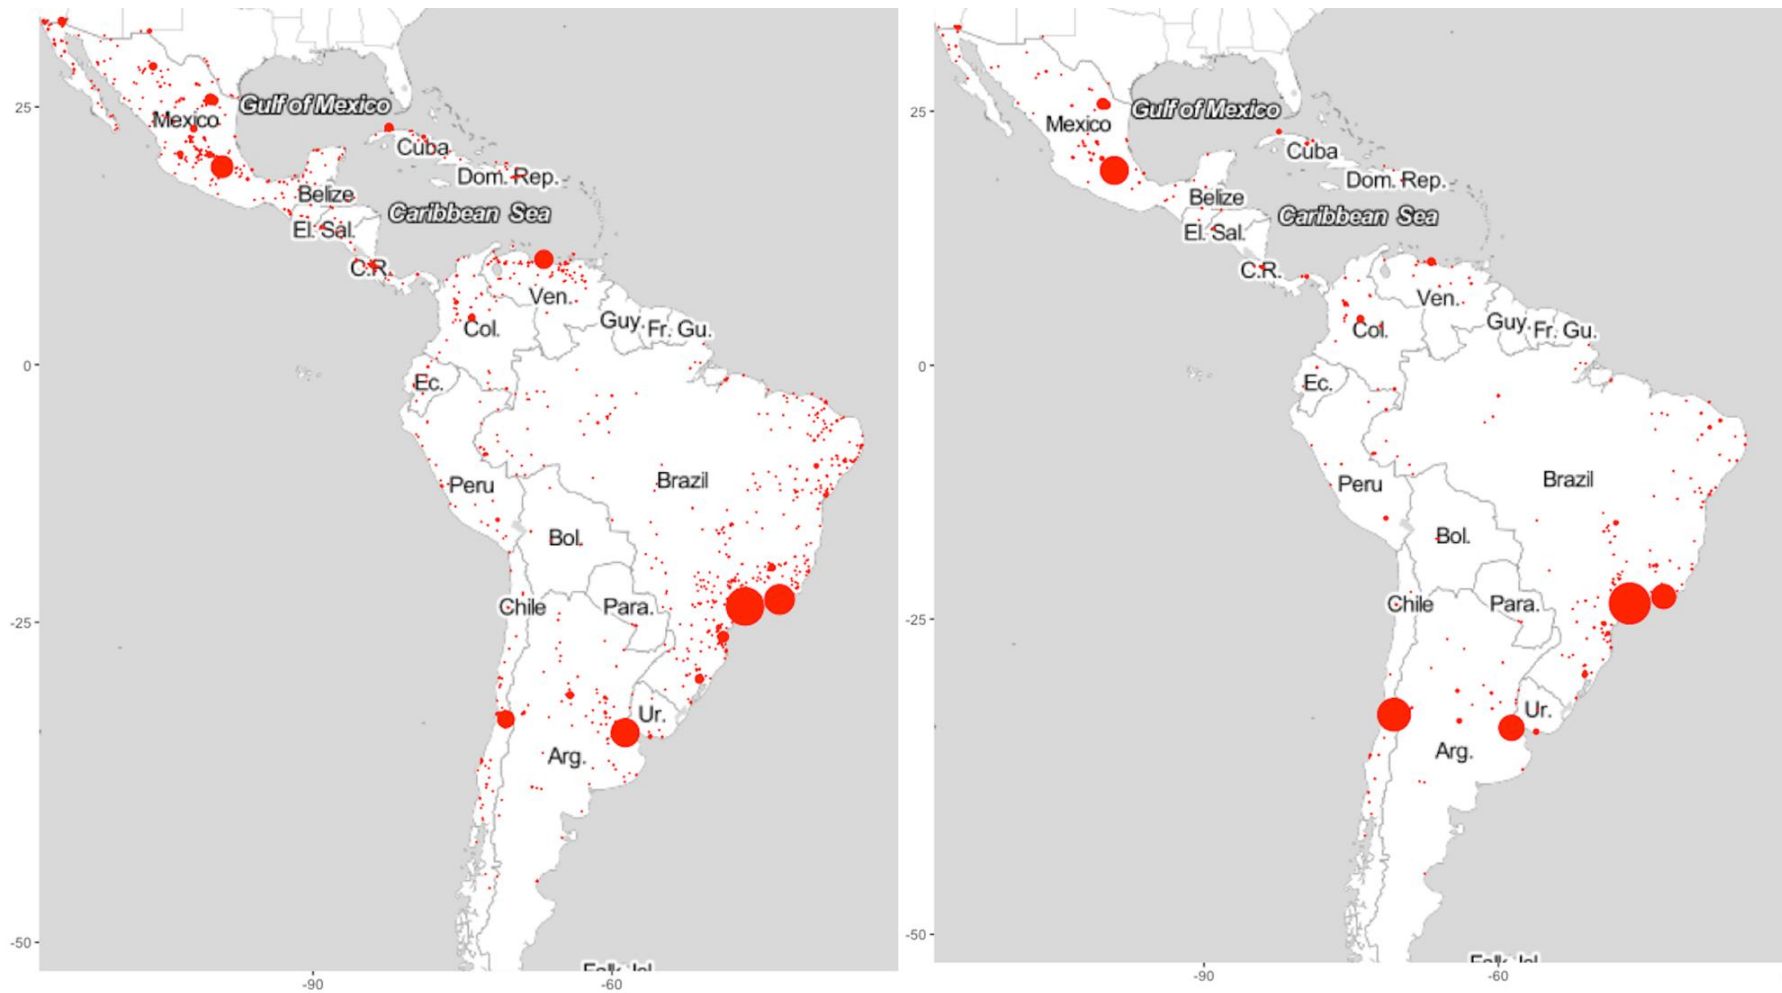 25
0
-25
-50
-90
-60
Gulf of Mexico
Mexico
Cuba
Dom. Rep.
Belize
Caribbean Sea
El. Sal.
C.R.
Ven.
Guy.
Fr. Gu.
Col.
Ec.
Peru
Brazil
Bol.
Chile
Para.
Ur.
Arg.
25
0
-25
-50
-90
-60
Gulf of Mexico
Mexico
Cuba
Dom. Rep.
Belize
Caribbean Sea
El. Sal.
C.R.
Ven.
Guy.
Fr. Gu.
Col.
Ec.
Peru
Brazil
Bol.
Chile
Para.
Ur.
Arg.